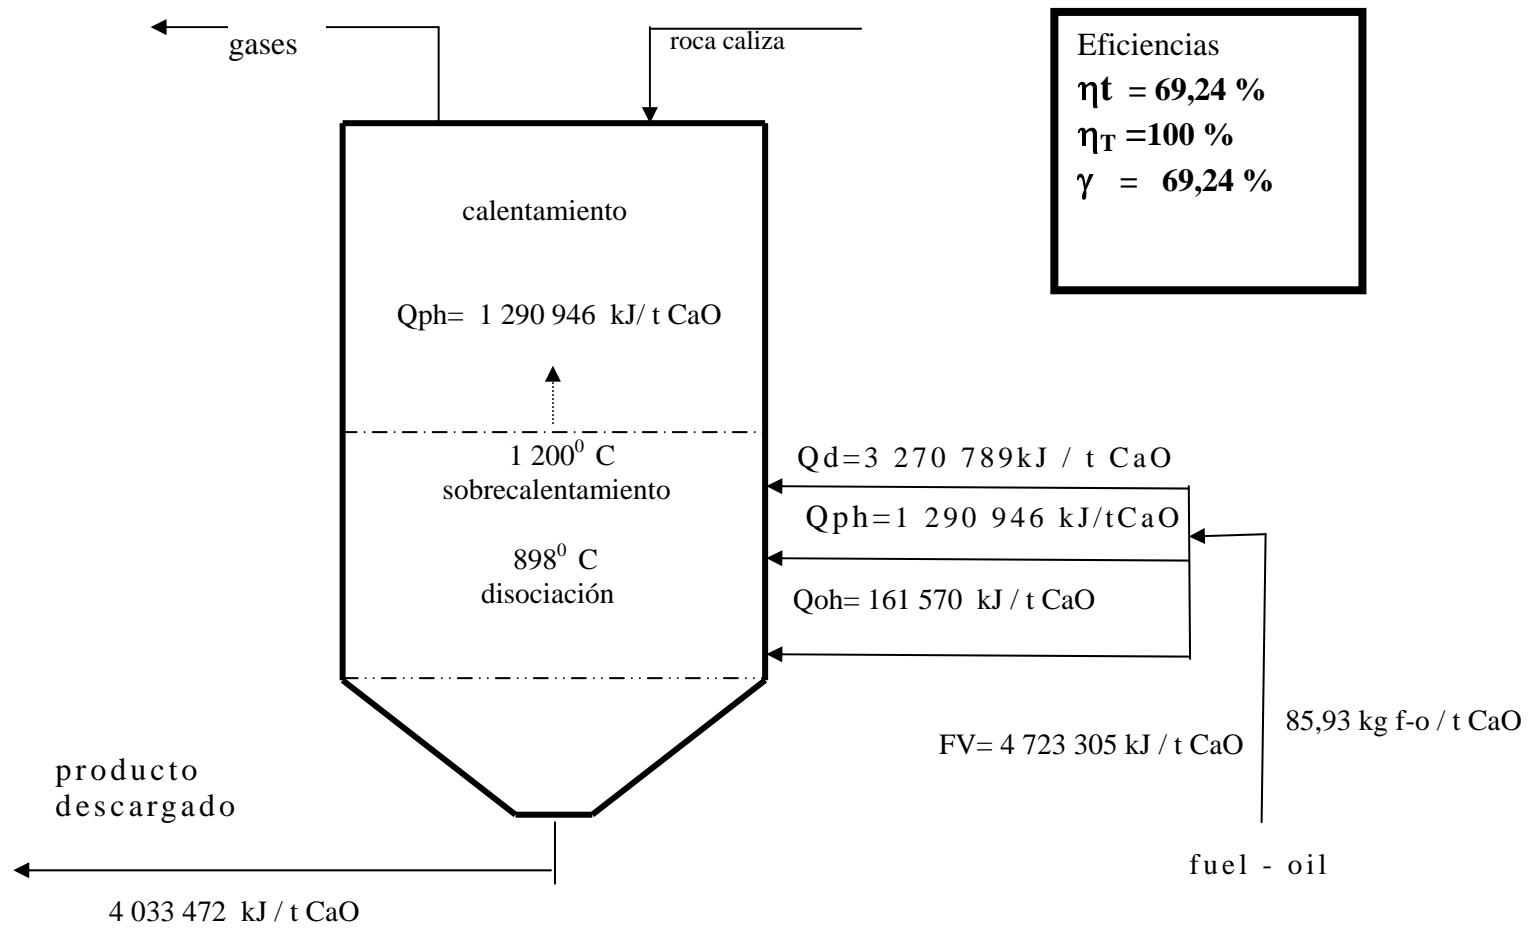 gases
roca caliza
Eficiencias
ηt = 69,24 %
η_T =100 %
γ = 69,24 %
calentamiento
Qph= 1 290 946 kJ/ t CaO
1 200⁰ C
sobrecalentamiento
898⁰ C
disociación
Qd=3 270 789kJ / t CaO
Qph=1 290 946 kJ/tCaO
Qoh= 161 570 kJ / t CaO
FV= 4 723 305 kJ / t CaO
85,93 kg f-o / t CaO
fuel - oil
producto
descargado
4 033 472 kJ / t CaO